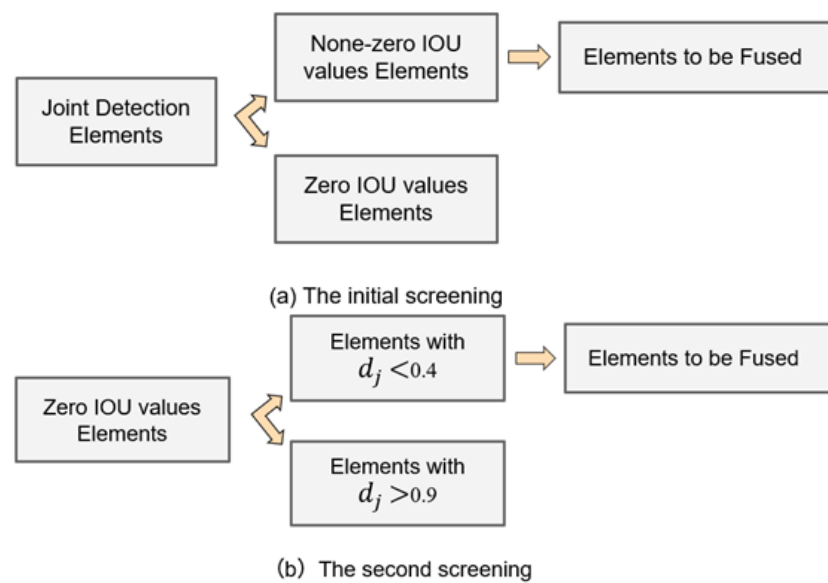 None-zero IOU
values Elements
Elements to be Fused
Joint Detection
Elements
Zero IOU values
Elements
(a) The initial screening
Elements with
d_j <0.4
Elements to be Fused
Zero IOU values
Elements
Elements with
d_j >0.9
(b) The second screening